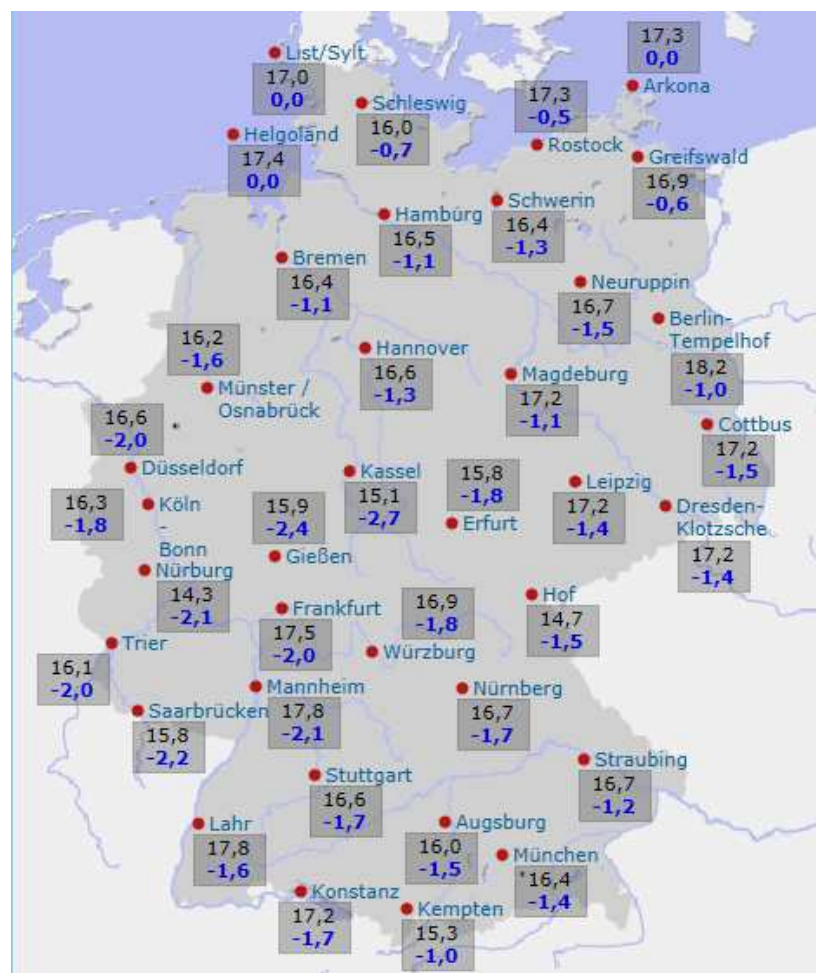 17,3
0,0
Arkona
List/Sylt
17,0
0,0
Schleswig
16,0
-0,7
17,3
-0,5
Rostock
Helgoland
17,4
0,0
Greifswald
16,9
-0,6
Schwerin
16,4
-1,3
Hamburg
16,5
-1,1
Bremen
16,4
-1,1
Neuruppin
16,7
-1,5
Berlin-
Tempelhof
18,2
-1,0
16,2
-1,6
Münster /
Osnabrück
Hannover
16,6
-1,3
Magdeburg
17,2
-1,1
Cottbus
17,2
-1,5
16,6
-2,0
Düsseldorf
Kassel
15,1
-2,7
15,8
-1,8
Erfurt
Leipzig
17,2
-1,4
16,3
-1,8
Köln
-
Bonn
15,9
-2,4
Gießen
Dresden-
Klotzsche
17,2
-1,4
Nürburg
14,3
-2,1
Frankfurt
17,5
-2,0
16,9
-1,8
Würzburg
Hof
14,7
-1,5
Trier
16,1
-2,0
Mannheim
17,8
-2,1
Nürnberg
16,7
-1,7
Saarbrücken
15,8
-2,2
Straubing
16,7
-1,2
Stuttgart
16,6
-1,7
Lahr
17,8
-1,6
Augsburg
16,0
-1,5
München
16,4
-1,4
Konstanz
17,2
-1,7
Kempten
15,3
-1,0